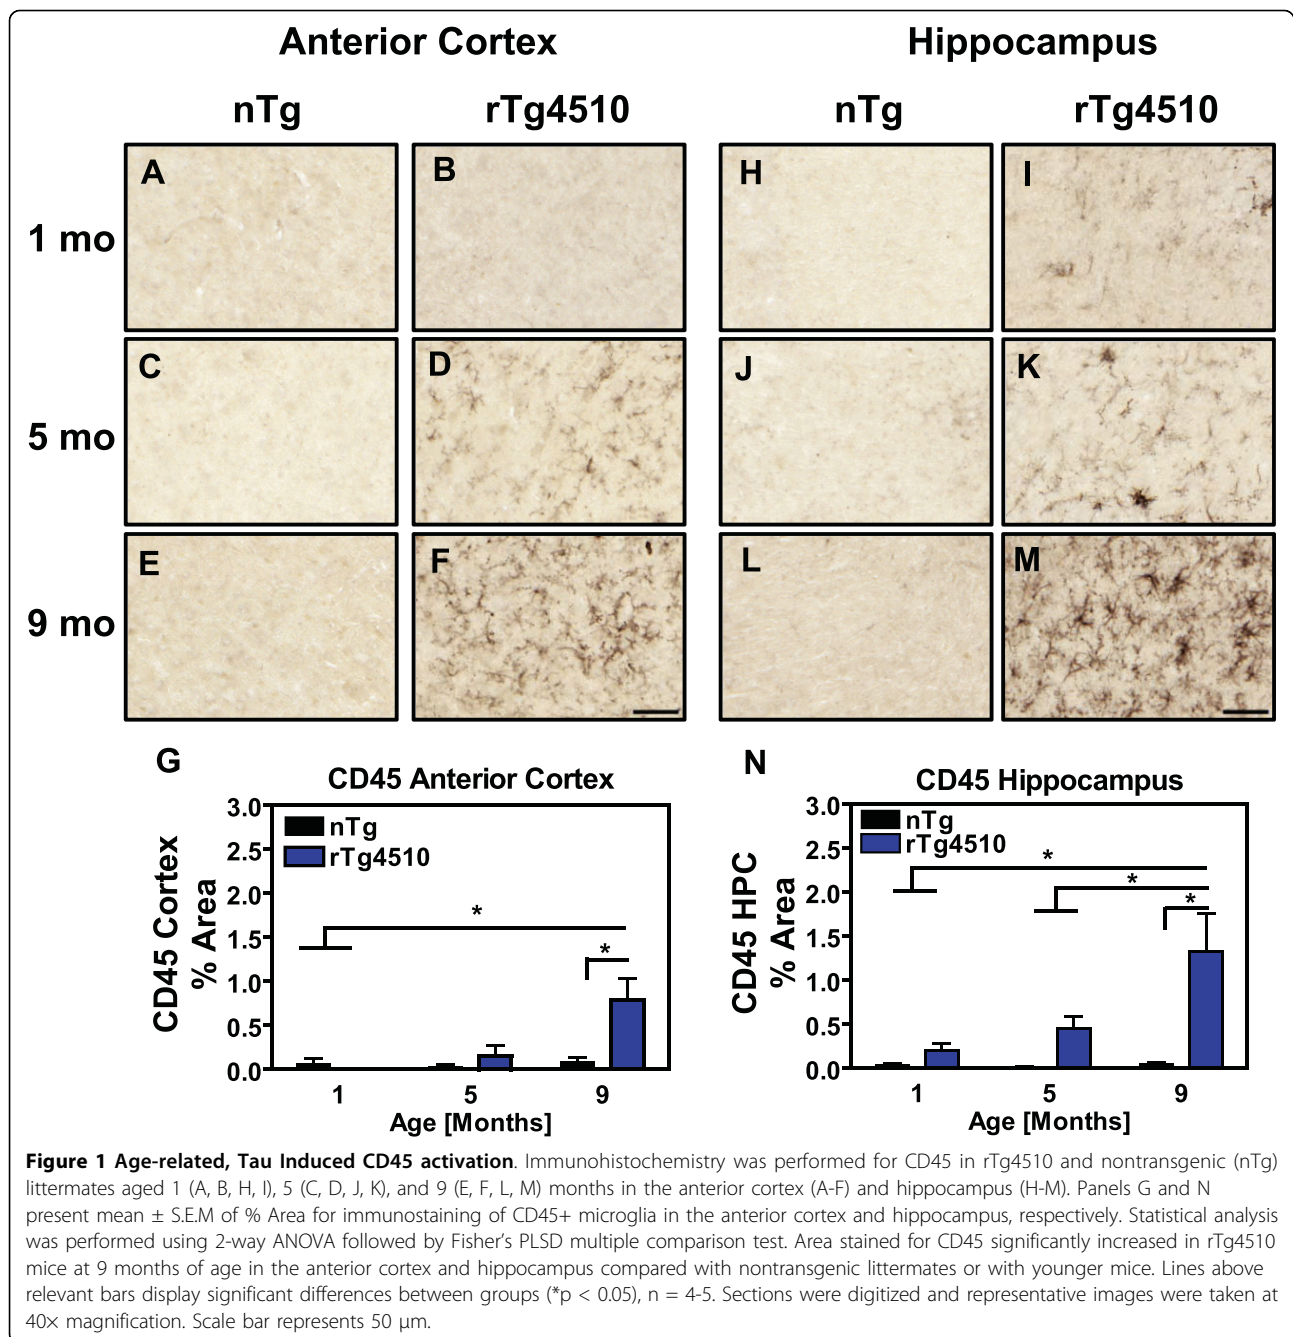 Anterior Cortex
Hippocampus
nTg
rTg4510
nTg
rTg4510
1 mo
A
B
H
I
5 mo
C
D
J
K
9 mo
E
F
L
M
G
CD45 Anterior Cortex
CD45 Cortex
% Area
3.0
2.5
2.0
1.5
1.0
0.5
0.0
nTg
rTg4510
*
*
1
5
9
Age [Months]
N
CD45 Hippocampus
CD45 HPC
% Area
3.0
2.5
2.0
1.5
1.0
0.5
0.0
nTg
rTg4510
*
*
*
1
5
9
Age [Months]
Figure 1 Age-related, Tau Induced CD45 activation. Immunohistochemistry was performed for CD45 in rTg4510 and nontransgenic (nTg)
littermates aged 1 (A, B, H, I), 5 (C, D, J, K), and 9 (E, F, L, M) months in the anterior cortex (A-F) and hippocampus (H-M). Panels G and N
present mean ± S.E.M of % Area for immunostaining of CD45+ microglia in the anterior cortex and hippocampus, respectively. Statistical analysis
was performed using 2-way ANOVA followed by Fisher's PLSD multiple comparison test. Area stained for CD45 significantly increased in rTg4510
mice at 9 months of age in the anterior cortex and hippocampus compared with nontransgenic littermates or with younger mice. Lines above
relevant bars display significant differences between groups (*p < 0.05), n = 4-5. Sections were digitized and representative images were taken at
40× magnification. Scale bar represents 50 μm.